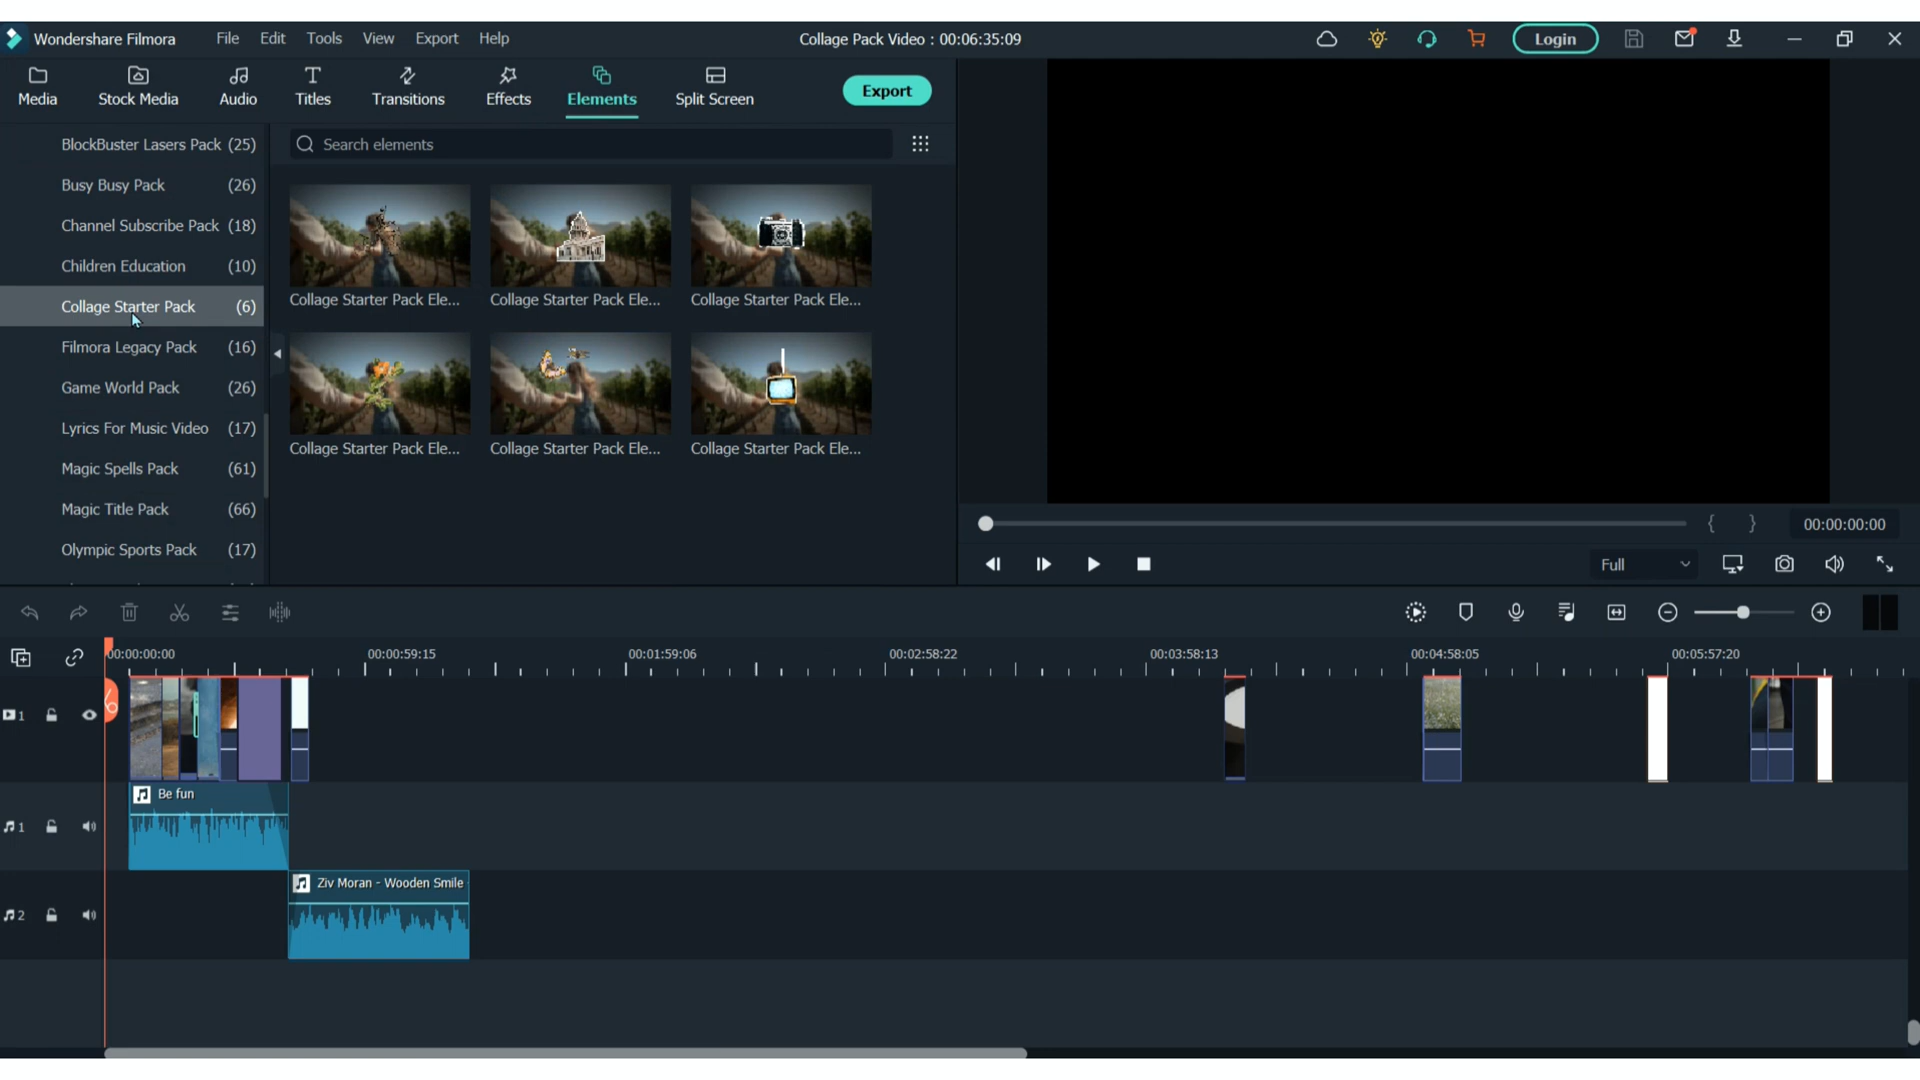 Wondershare Filmora
File Edit Tools View Export Help
Collage Pack Video : 00:06:35:09
Login
Media
Stock Media
Audio
Titles
Transitions
Effects
Elements
Split Screen
Export
BlockBuster Lasers Pack (25)
Busy Busy Pack (26)
Channel Subscribe Pack (18)
Children Education (10)
Collage Starter Pack (6)
Filmora Legacy Pack (16)
Game World Pack (26)
Lyrics For Music Video (17)
Magic Spells Pack (61)
Magic Title Pack (66)
Olympic Sports Pack (17)
Search elements
Collage Starter Pack Ele... Collage Starter Pack Ele... Collage Starter Pack Ele...
Collage Starter Pack Ele... Collage Starter Pack Ele... Collage Starter Pack Ele...
{ } 00:00:00:00
Full
00:00:00:00 00:00:59:15 00:01:59:06 00:02:58:22 00:03:58:13 00:04:58:05 00:05:57:20
1
Be fun
1
Ziv Moran - Wooden Smile
2